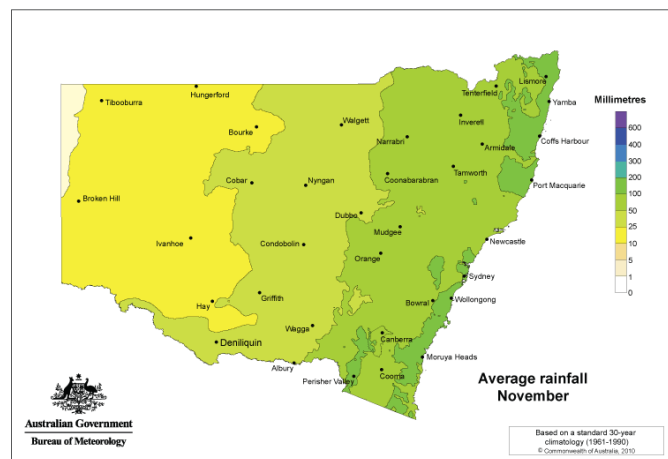 Lismore
Tenterfield
Hungerford
Tibooburra
Yamba
Millimetres
Walgett
Inverell
Bourke
600
Coffs Harbour
Narrabri
Armidale
400
300
Tamworth
Coonabarabran
200
Cobar
Nyngan
Port Macquarie
100
Broken Hill
50
Dubbo
Mudgee
25
Ivanhoe
Condobolin
Newcastle
10
Orange
5
Sydney
1
Griffith
0
Hay
Bowral
Wollongong
Wagga
Canberra
Deniliquin
Moruya Heads
Albury
Cooma
Perisher Valley
Average rainfall
November
Australian Government
Bureau of Meteorology
Based on a standard 30-year
climatology (1961-1990)
© Commonwealth of Australia, 2010